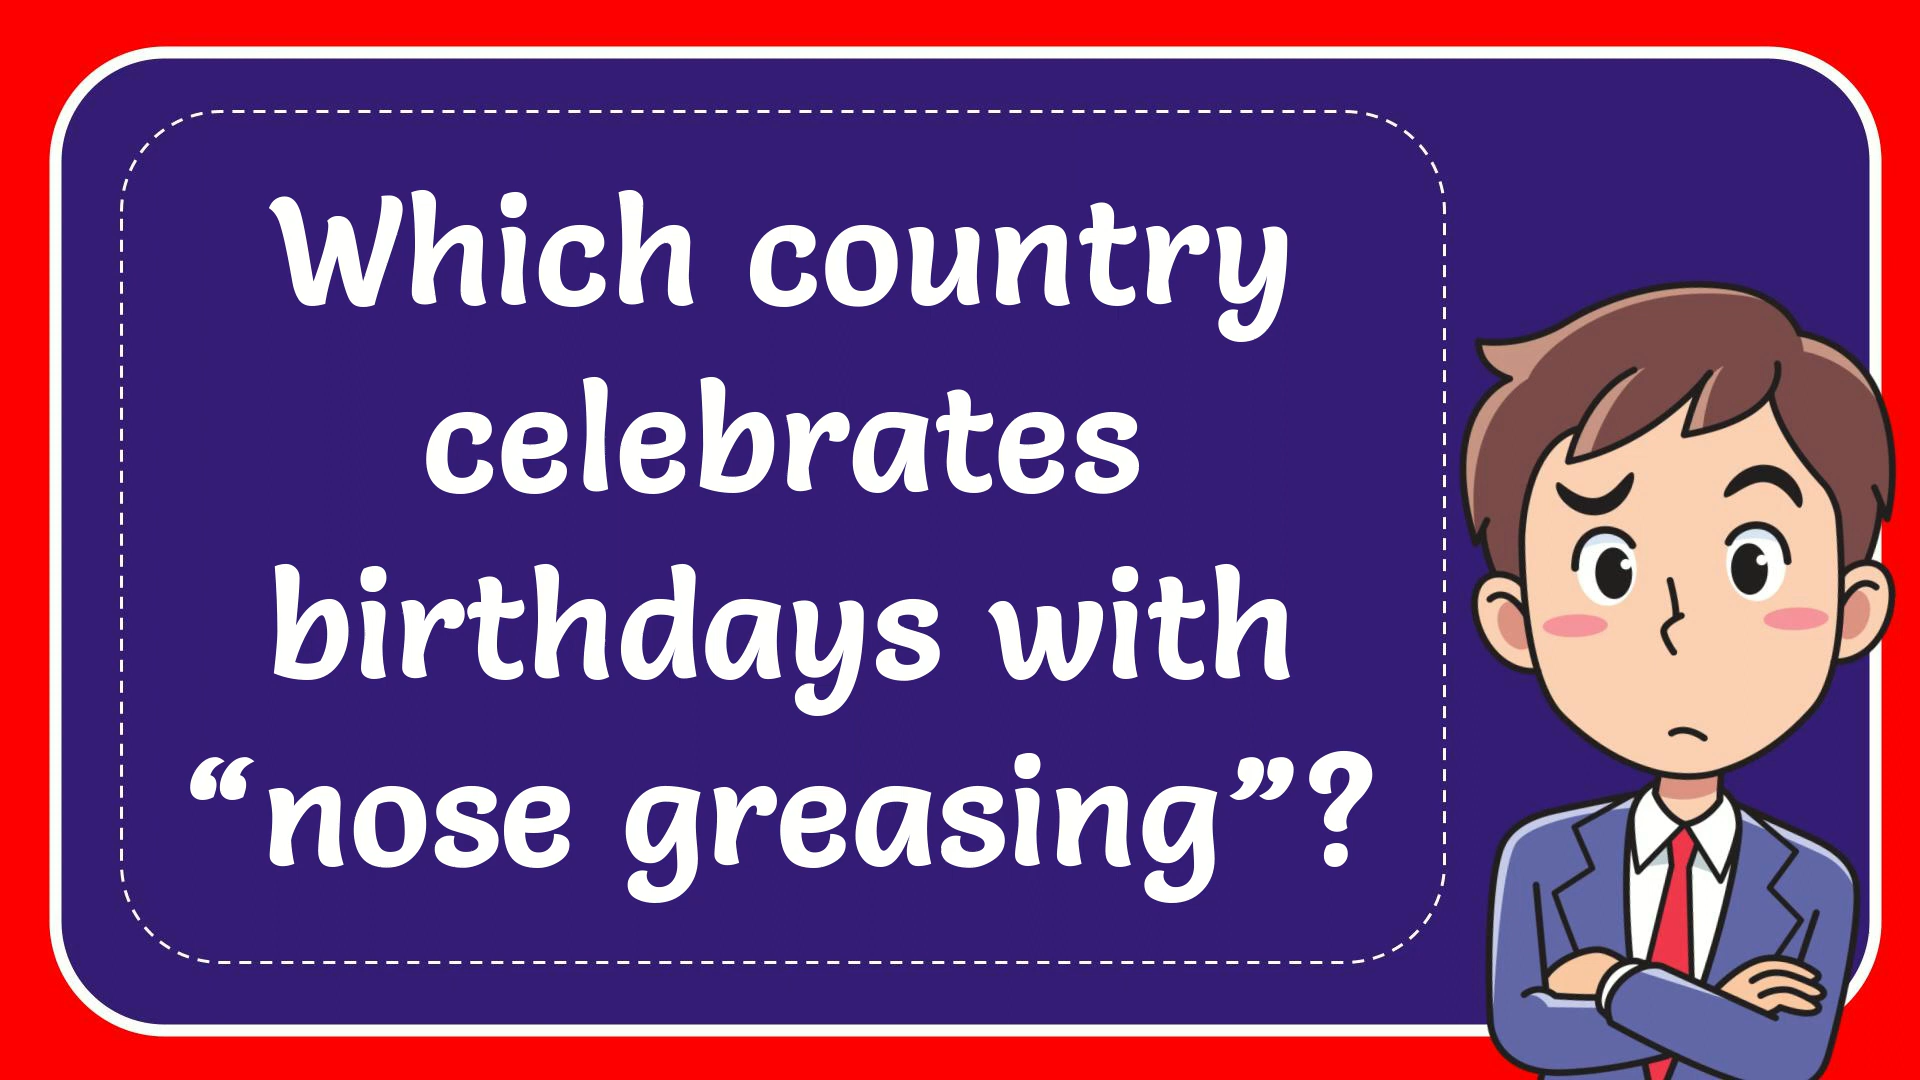 Which country
celebrates
birthdays with
“nose greasing”?